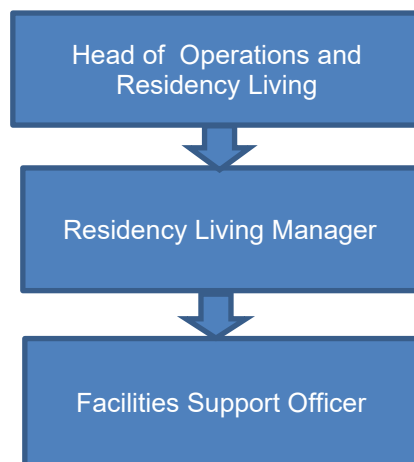 Head of  Operations and
Residency Living
Residency Living Manager
Facilities Support Officer